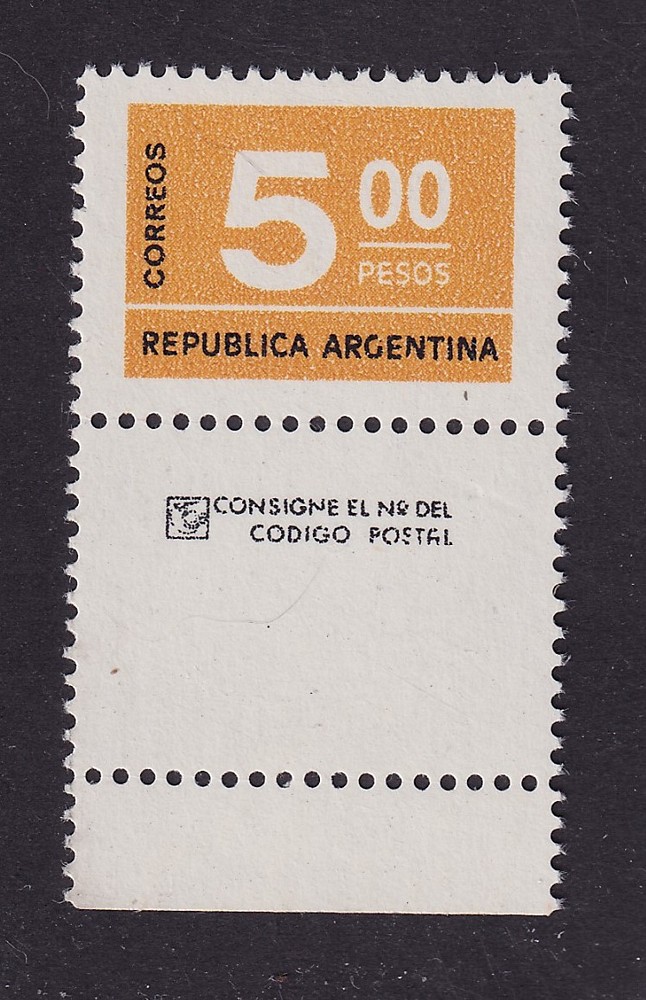 CORREOS
5 00
PESOS
REPUBLICA ARGENTINA
CONSIGNE EL Nº DEL
CODIGO POSTAL